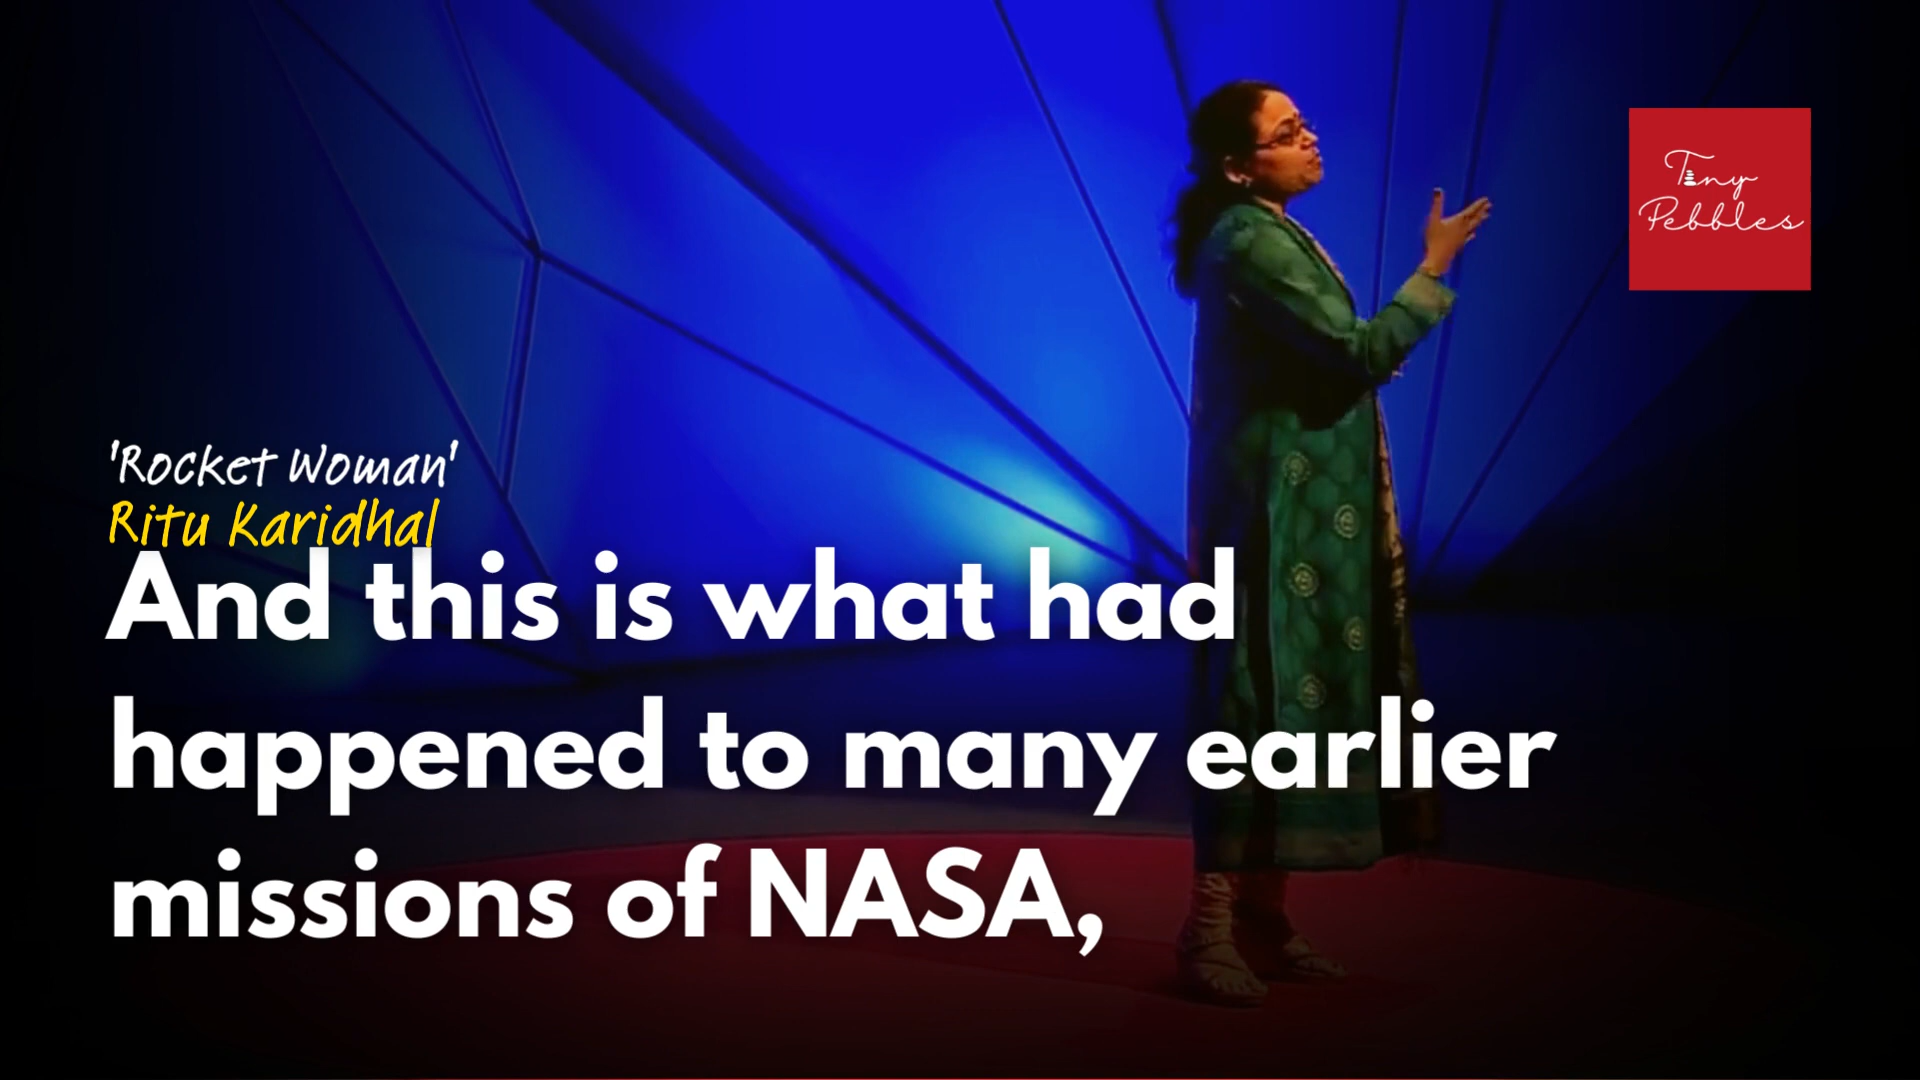 Tiny
Pebbles
'Rocket Woman'
Ritu Karidhal
And this is what had
happened to many earlier
missions of NASA,